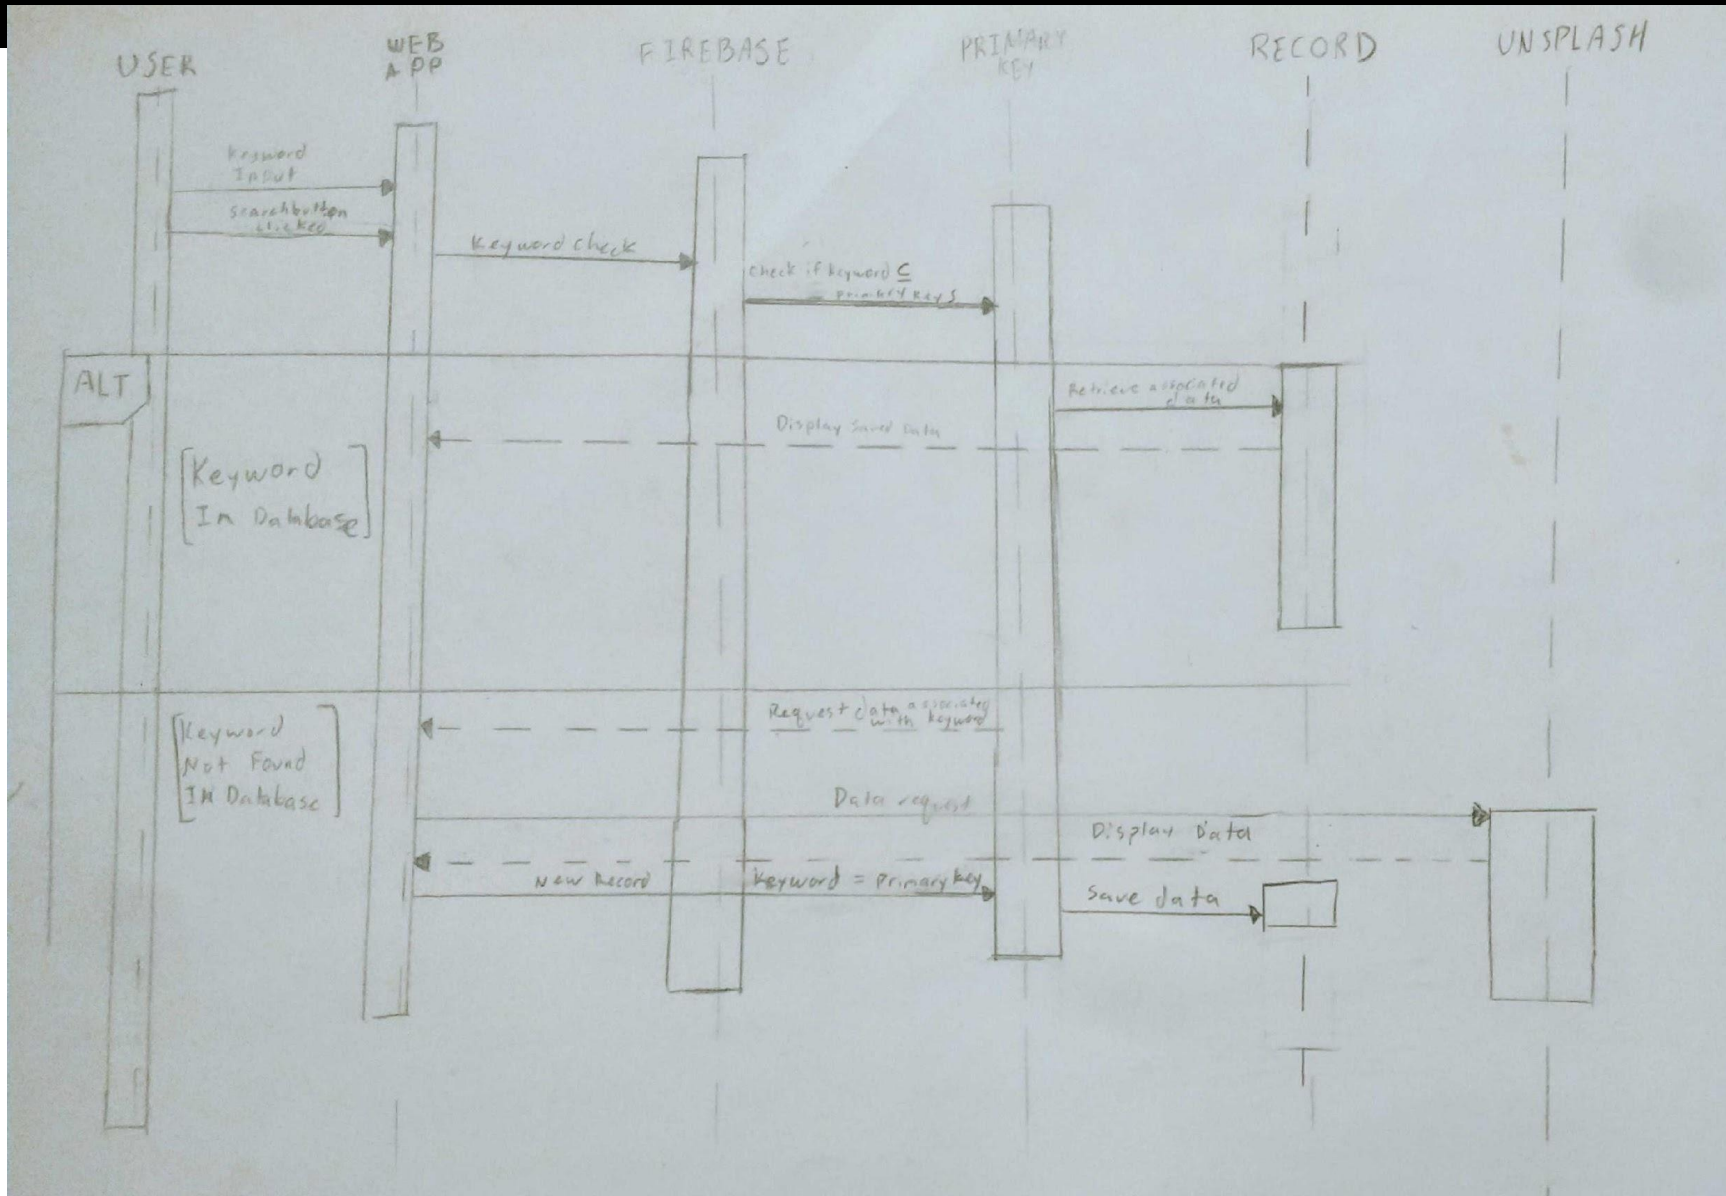 USER
WEB
APP
FIREBASE
PRIMARY
KEY
RECORD
UNSPLASH
Keyword
Input
Searchbutton
clicked
Keyword check
Check if keyword ⊆
primary keys
ALT
Retrieve associated
data
Display saved data
[Keyword
In Database]
Request data associated
with keyword
[Keyword
Not Found
In Database]
Data request
Display Data
New Record
Keyword = primary key
Save data